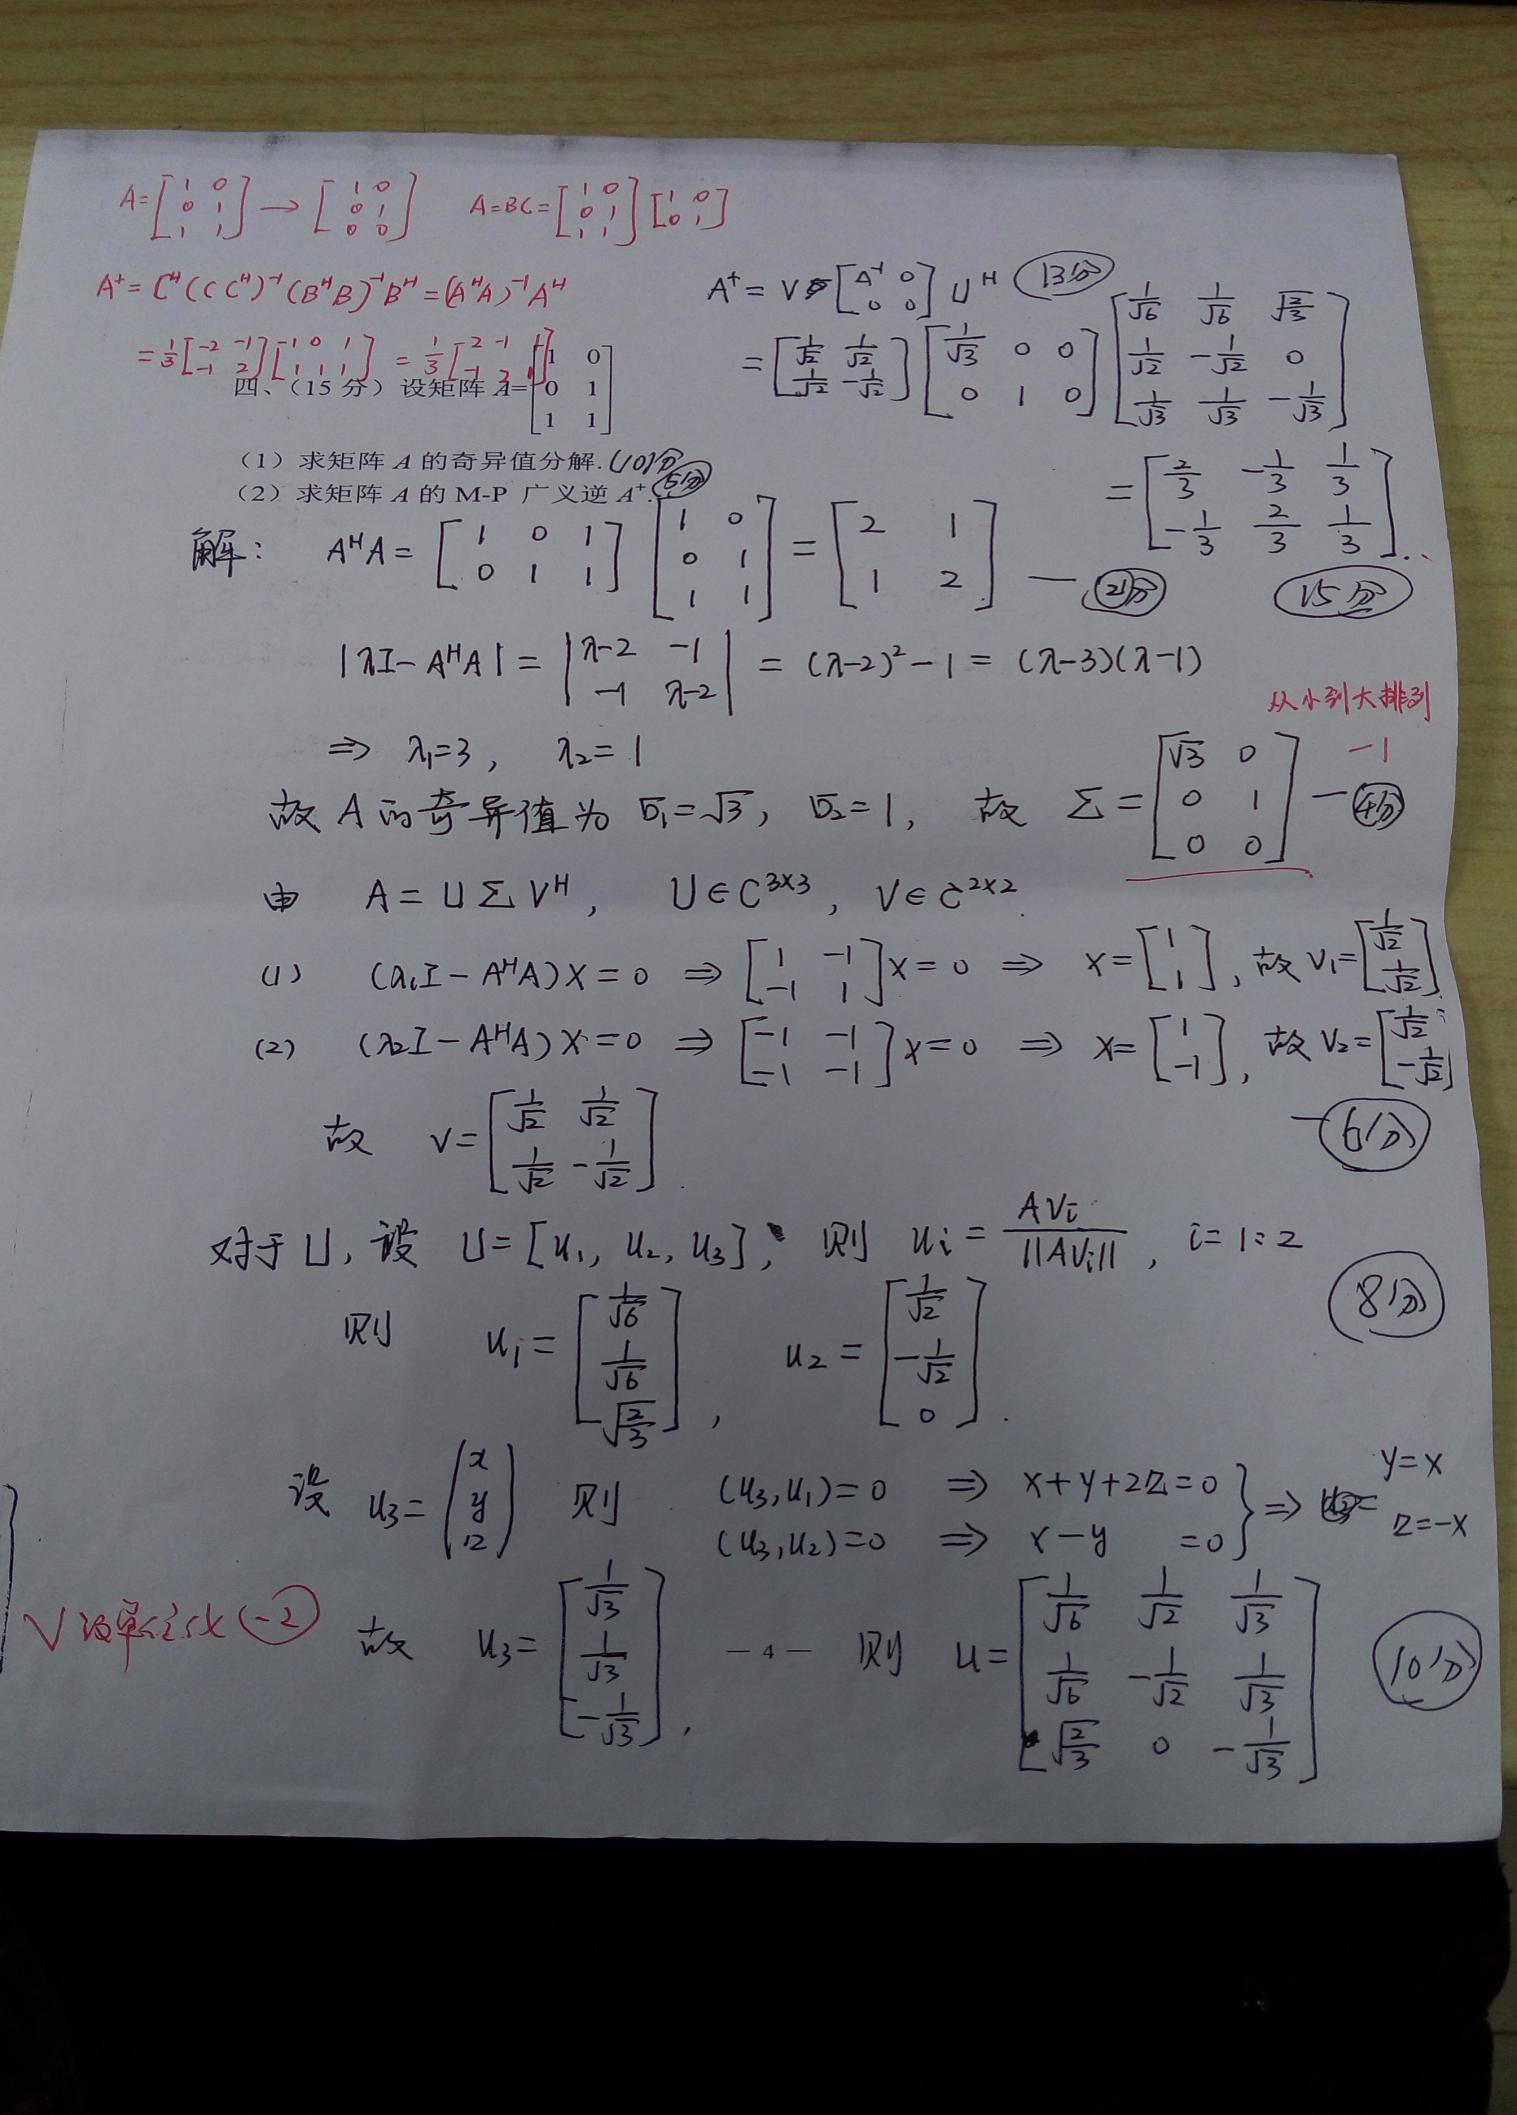 A=[1 0; 0 1; 1 1] → [1 0; 0 1; 0 0] A=BC=[1 0; 0 1; 1 1][1 0; 0 1]
A⁺=Cᴴ(CCᴴ)⁻¹(BᴴB)⁻¹Bᴴ=(AᴴA)⁻¹Aᴴ
=1/3[-2 -1; -1 2][1 0 1; 1 1 1] = 1/3[2 -1 1; -1 2 1]
A⁺ = V[Δ⁻¹ 0; 0 0]Uᴴ 13分
=[1/√2 1/√2; 1/√2 -1/√2][1/√3 0 0; 0 1 0][1/√6 1/√6 √(2/3); 1/√2 -1/√2 0; 1/√3 1/√3 -1/√3]
=[2/3 -1/3 1/3; -1/3 2/3 1/3].
15分
四、（15 分）设矩阵 A=[1 0; 0 1; 1 1]
（1）求矩阵 A 的奇异值分解.(10分)
（2）求矩阵 A 的 M-P 广义逆 A⁺. 5分
解: AᴴA=[1 0 1; 0 1 1][1 0; 0 1; 1 1]=[2 1; 1 2] — 2分
|λI-AᴴA|=|λ-2 -1; -1 λ-2|=(λ-2)²-1=(λ-3)(λ-1)
从小到大排列
-1
⇒ λ₁=3, λ₂=1
故 A 的奇异值为 σ₁=√3, σ₂=1, 故 Σ=[√3 0; 0 1; 0 0] — 4分
由 A=UΣVᴴ, U∈C³ˣ³, V∈C²ˣ².
(1) (λ₁I-AᴴA)X=0 ⇒ [1 -1; -1 1]X=0 ⇒ X=[1; 1], 故 V₁=[1/√2; 1/√2].
(2) (λ₂I-AᴴA)X=0 ⇒ [-1 -1; -1 -1]X=0 ⇒ X=[1; -1], 故 V₂=[1/√2; -1/√2]
故 V=[1/√2 1/√2; 1/√2 -1/√2]. — 6分
对于 U, 设 U=[u₁, u₂, u₃], 则 uᵢ=AVᵢ/||AVᵢ||, i=1:2
8分
则 u₁=[1/√6; 1/√6; √(2/3)], u₂=[1/√2; -1/√2; 0].
设 u₃=(x; y; z) 则 (u₃,u₁)=0 ⇒ x+y+2z=0
(u₃,u₂)=0 ⇒ x-y =0} ⇒ y=x z=-x
V没单位化 (-2)
故 u₃=[1/√3; 1/√3; -1/√3], 则 U=[1/√6 1/√2 1/√3; 1/√6 -1/√2 1/√3; √(2/3) 0 -1/√3] 10分
— 4 —